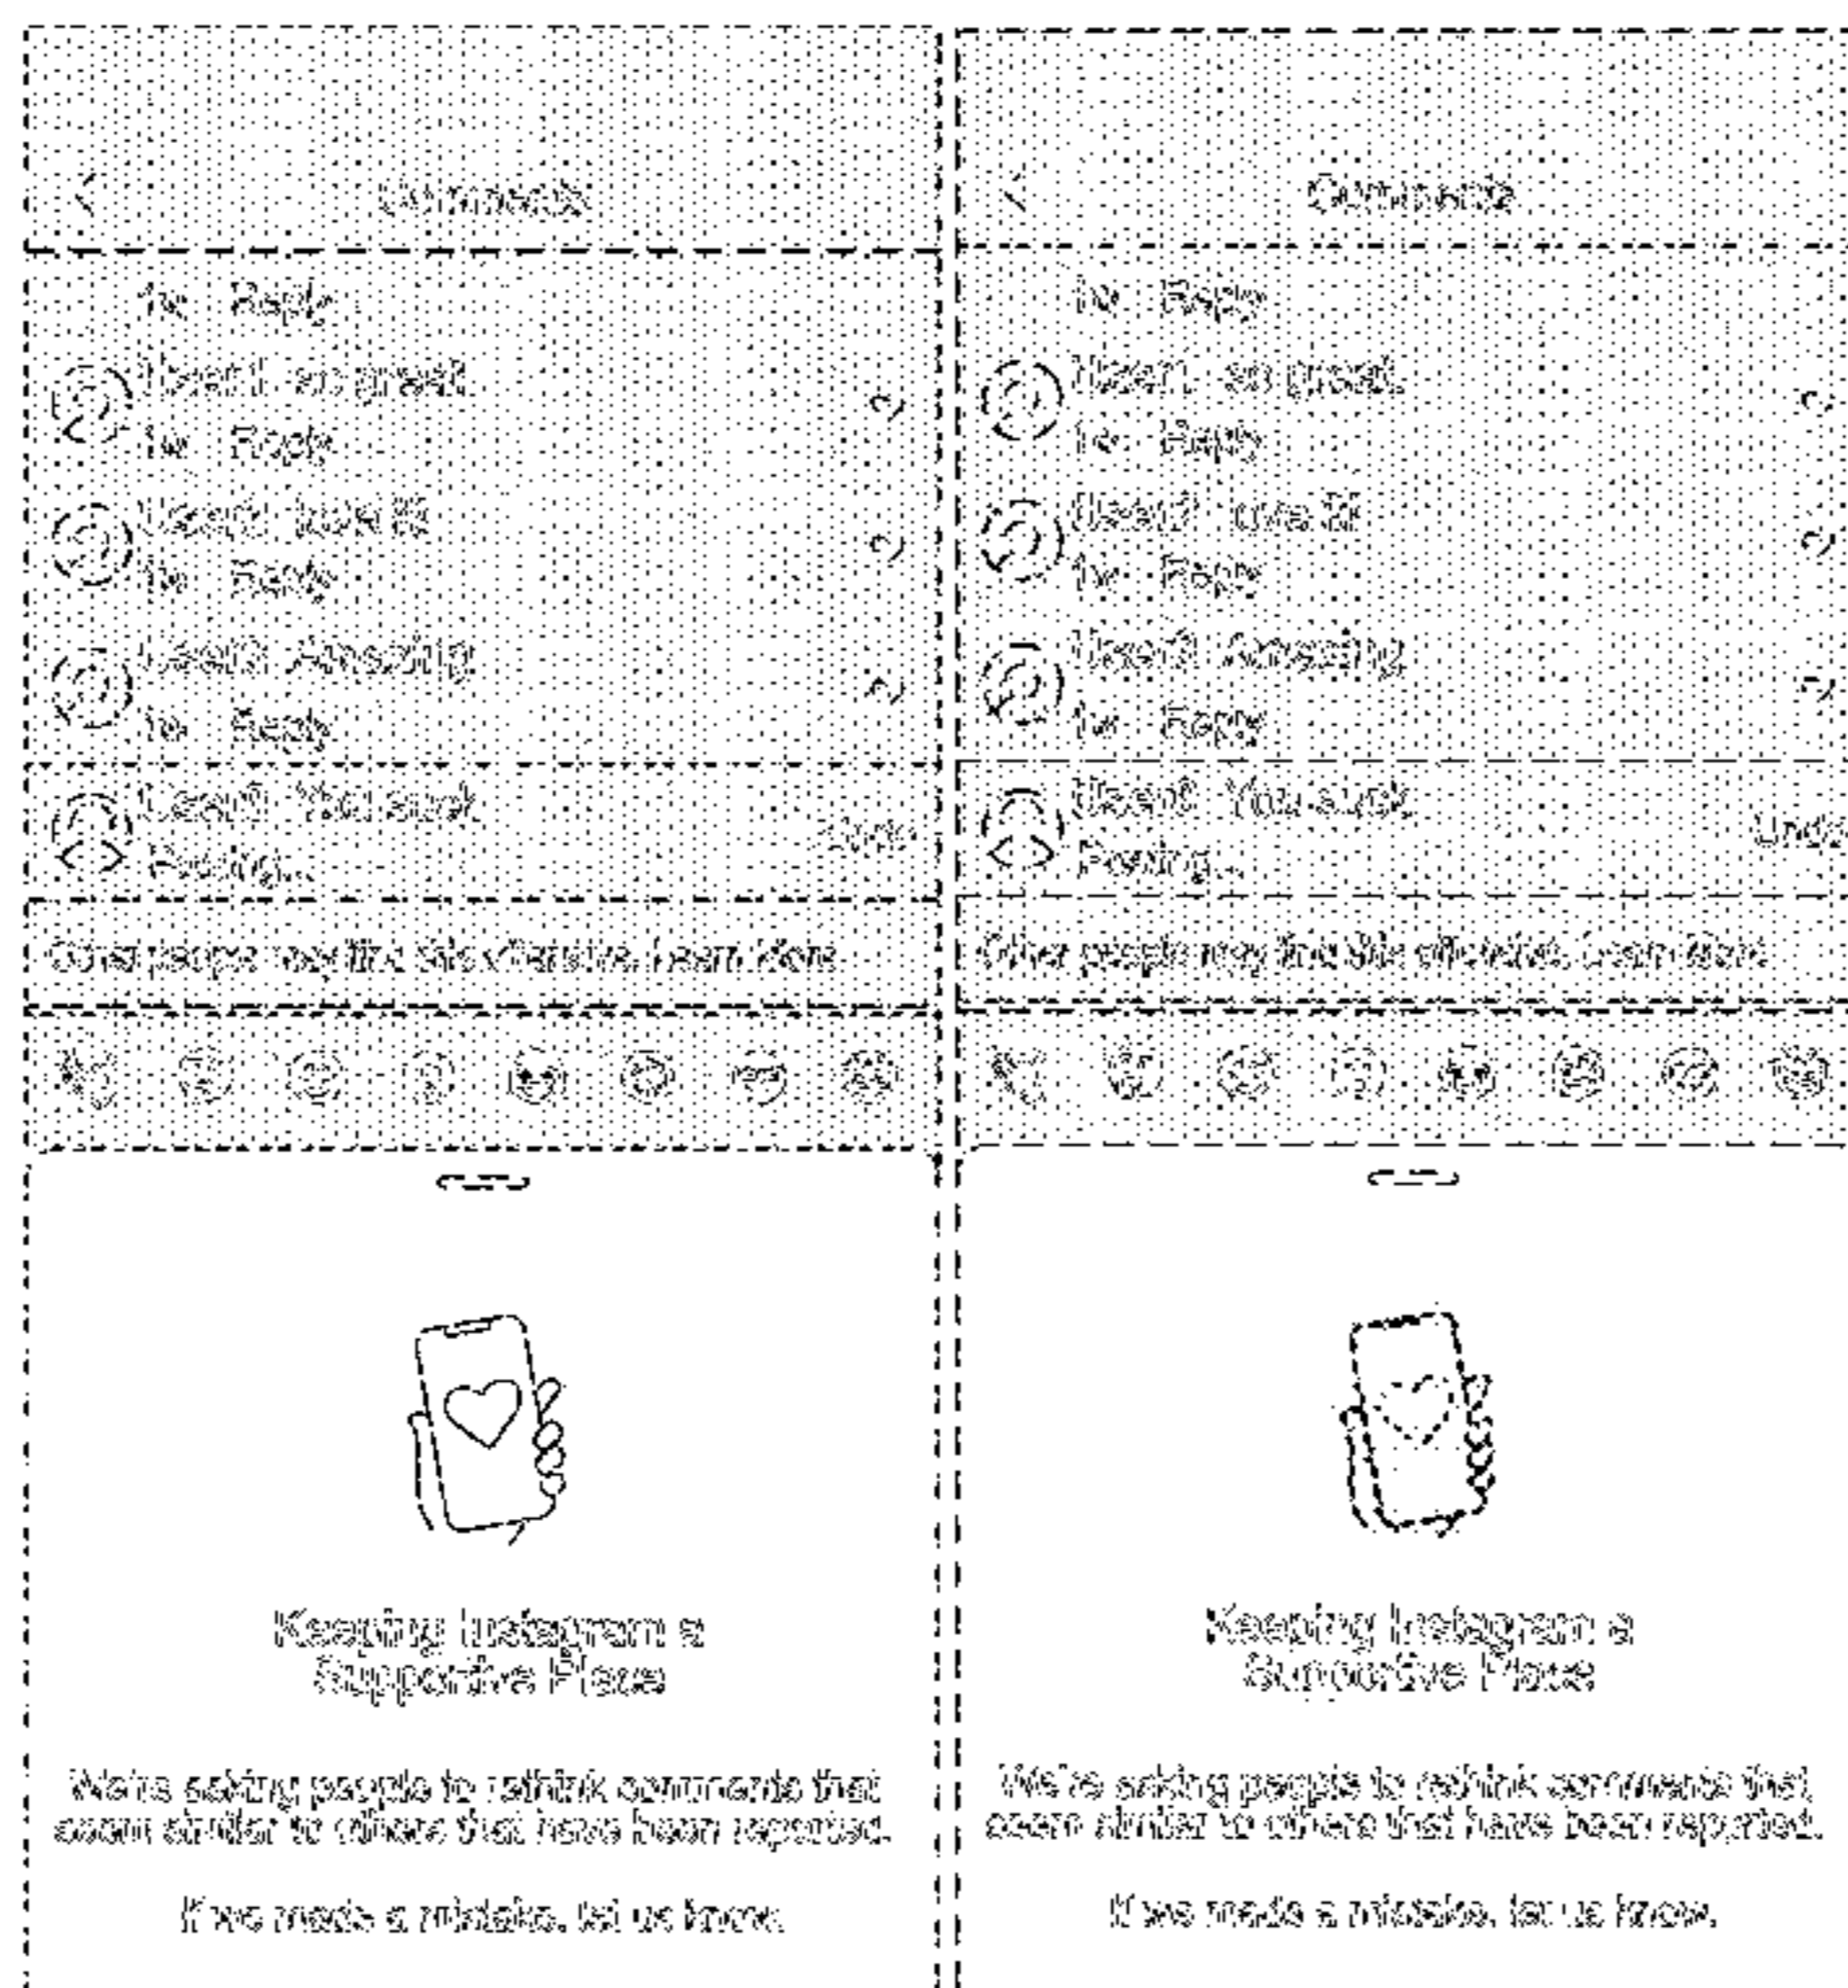 Comments
1w Reply
User1 so great
1w Reply
User2 love it!
1w Reply
User3 Amazing
1w Reply
User4 You suck
Undo
Posting...
Other people may find this offensive. Learn More
Keeping Instagram a
Supportive Place
We're asking people to rethink comments that
seem similar to others that have been reported.
If we made a mistake, let us know.
Comments
1w Reply
User1 so great
1w Reply
User2 love it!
1w Reply
User3 Amazing
1w Reply
You suck
Undo
Posting...
Other people may find this offensive. Learn More
Keeping Instagram a
Supportive Place
We're asking people to rethink comments that
seem similar to others that have been reported.
If we made a mistake, let us know.